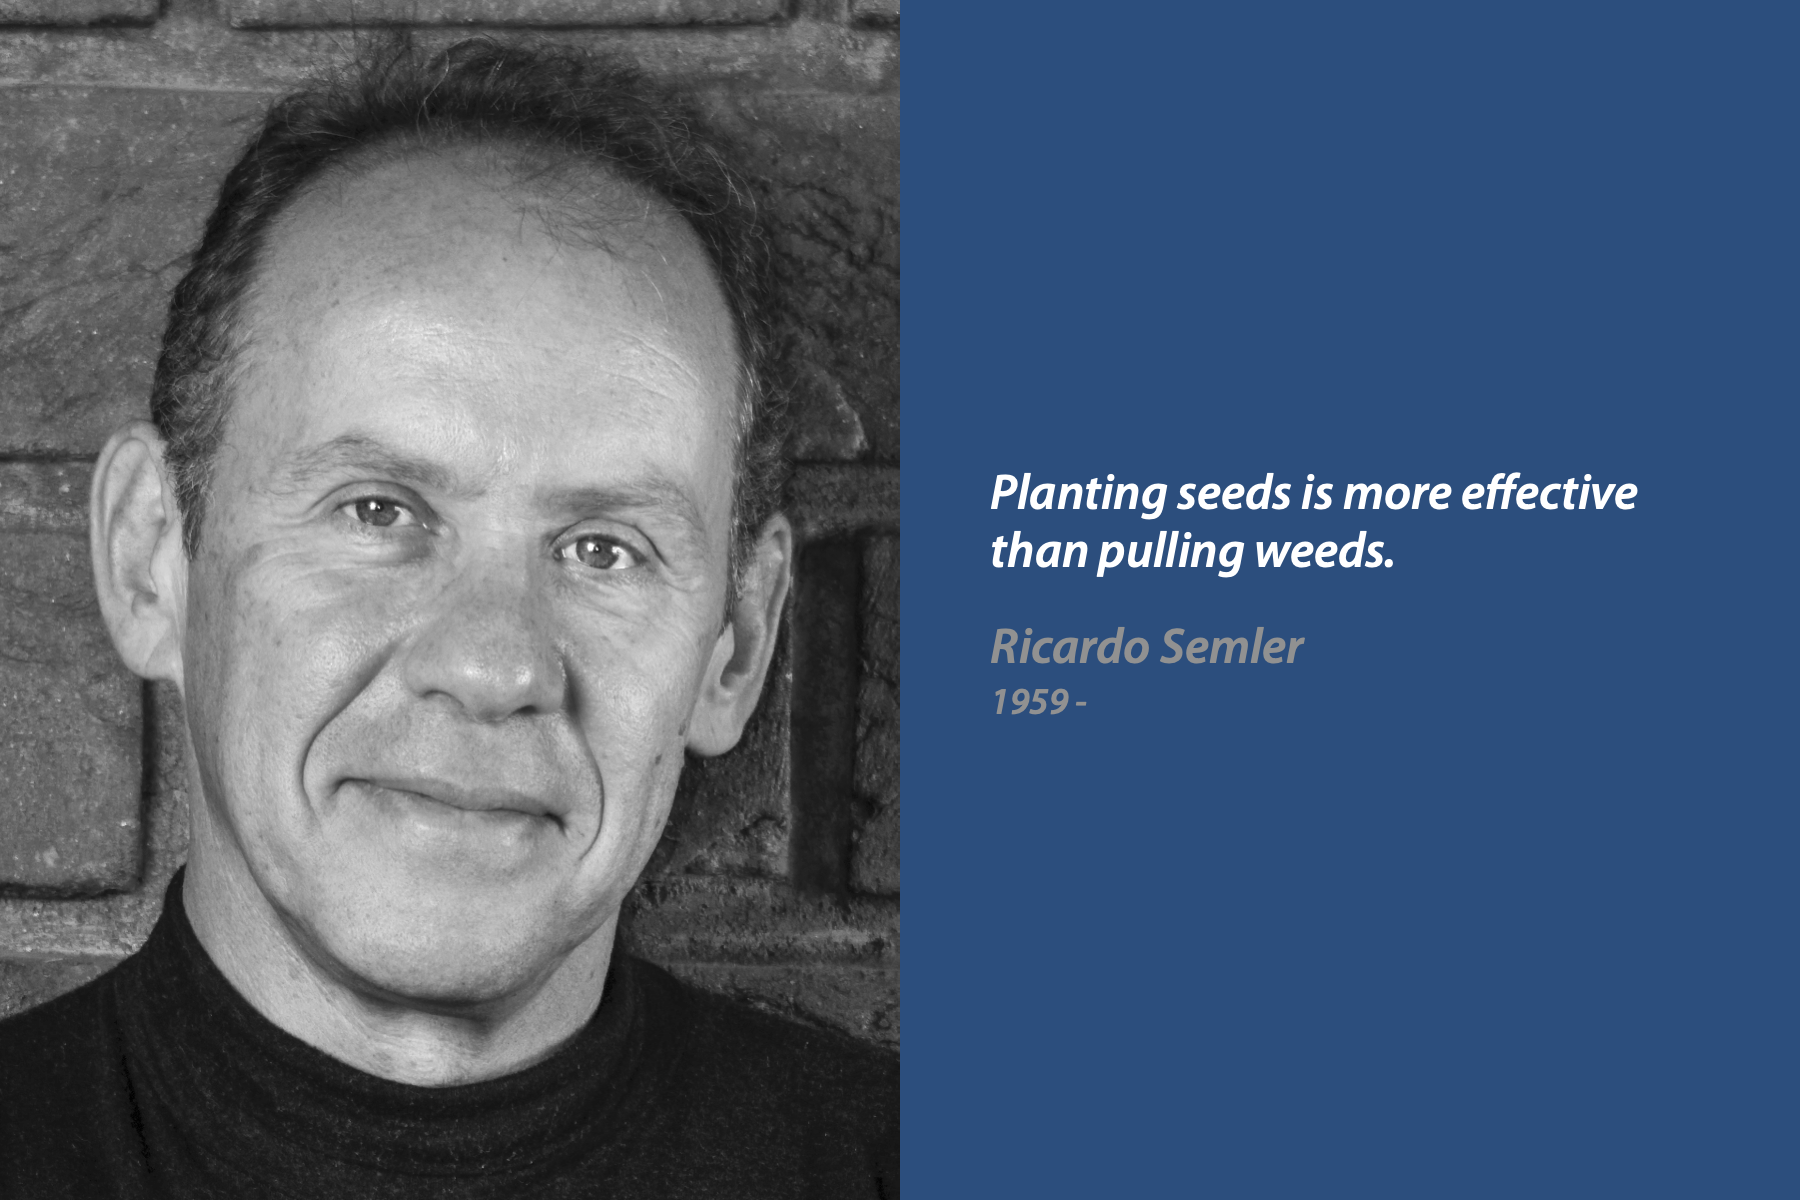 Planting seeds is more effective
than pulling weeds.
Ricardo Semler
1959 -